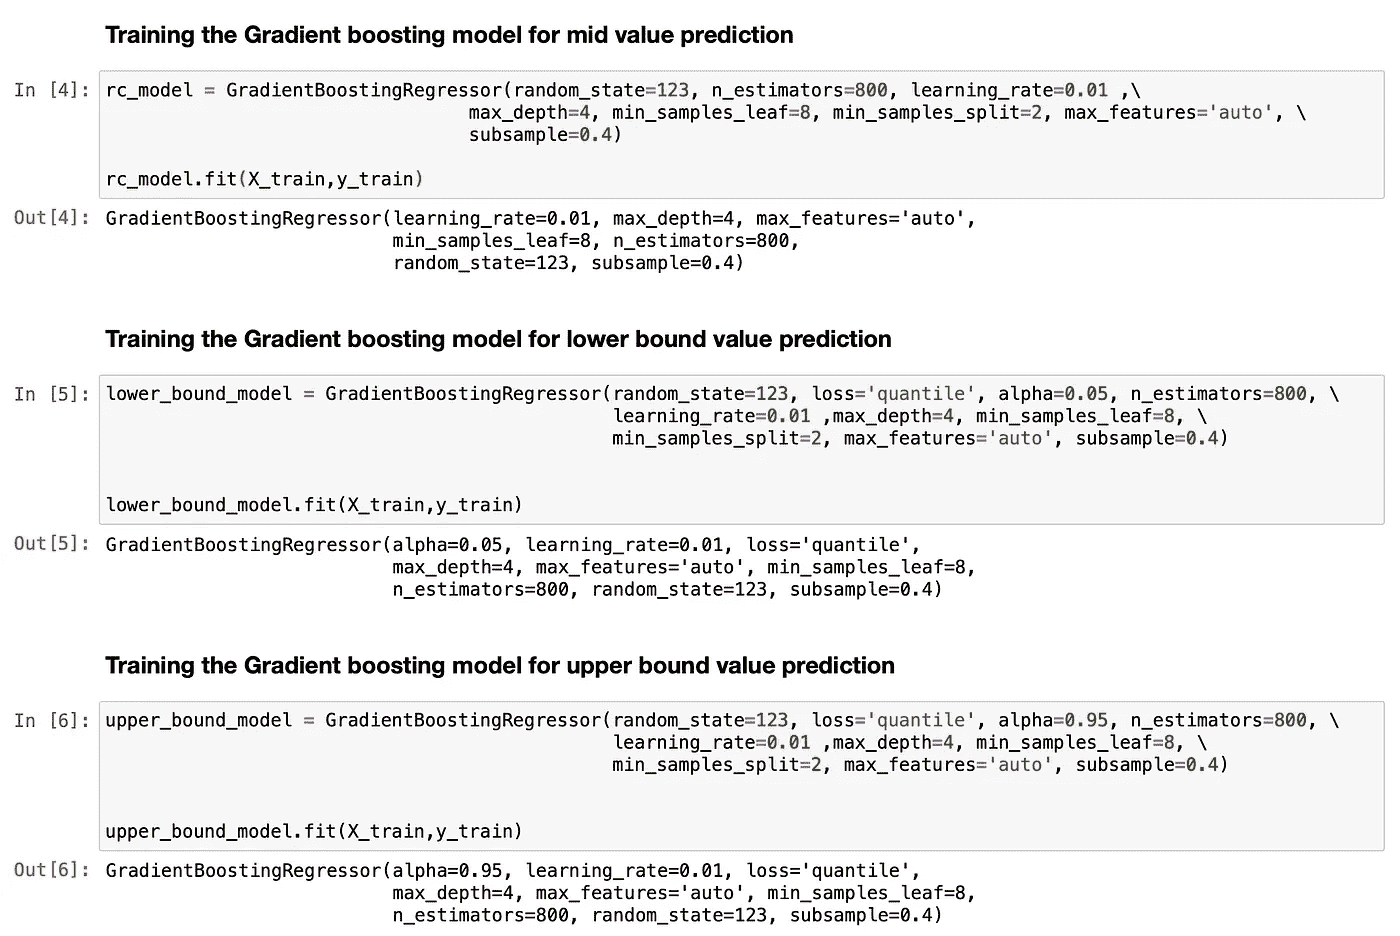 Training the Gradient boosting model for mid value prediction
In [4]: rc_model = GradientBoostingRegressor(random_state=123, n_estimators=800, learning_rate=0.01 ,\
max_depth=4, min_samples_leaf=8, min_samples_split=2, max_features='auto', \
subsample=0.4)
rc_model.fit(X_train,y_train)
Out[4]: GradientBoostingRegressor(learning_rate=0.01, max_depth=4, max_features='auto',
min_samples_leaf=8, n_estimators=800,
random_state=123, subsample=0.4)
Training the Gradient boosting model for lower bound value prediction
In [5]: lower_bound_model = GradientBoostingRegressor(random_state=123, loss='quantile', alpha=0.05, n_estimators=800, \
learning_rate=0.01 ,max_depth=4, min_samples_leaf=8, \
min_samples_split=2, max_features='auto', subsample=0.4)
lower_bound_model.fit(X_train,y_train)
Out[5]: GradientBoostingRegressor(alpha=0.05, learning_rate=0.01, loss='quantile',
max_depth=4, max_features='auto', min_samples_leaf=8,
n_estimators=800, random_state=123, subsample=0.4)
Training the Gradient boosting model for upper bound value prediction
In [6]: upper_bound_model = GradientBoostingRegressor(random_state=123, loss='quantile', alpha=0.95, n_estimators=800, \
learning_rate=0.01 ,max_depth=4, min_samples_leaf=8, \
min_samples_split=2, max_features='auto', subsample=0.4)
upper_bound_model.fit(X_train,y_train)
Out[6]: GradientBoostingRegressor(alpha=0.95, learning_rate=0.01, loss='quantile',
max_depth=4, max_features='auto', min_samples_leaf=8,
n_estimators=800, random_state=123, subsample=0.4)